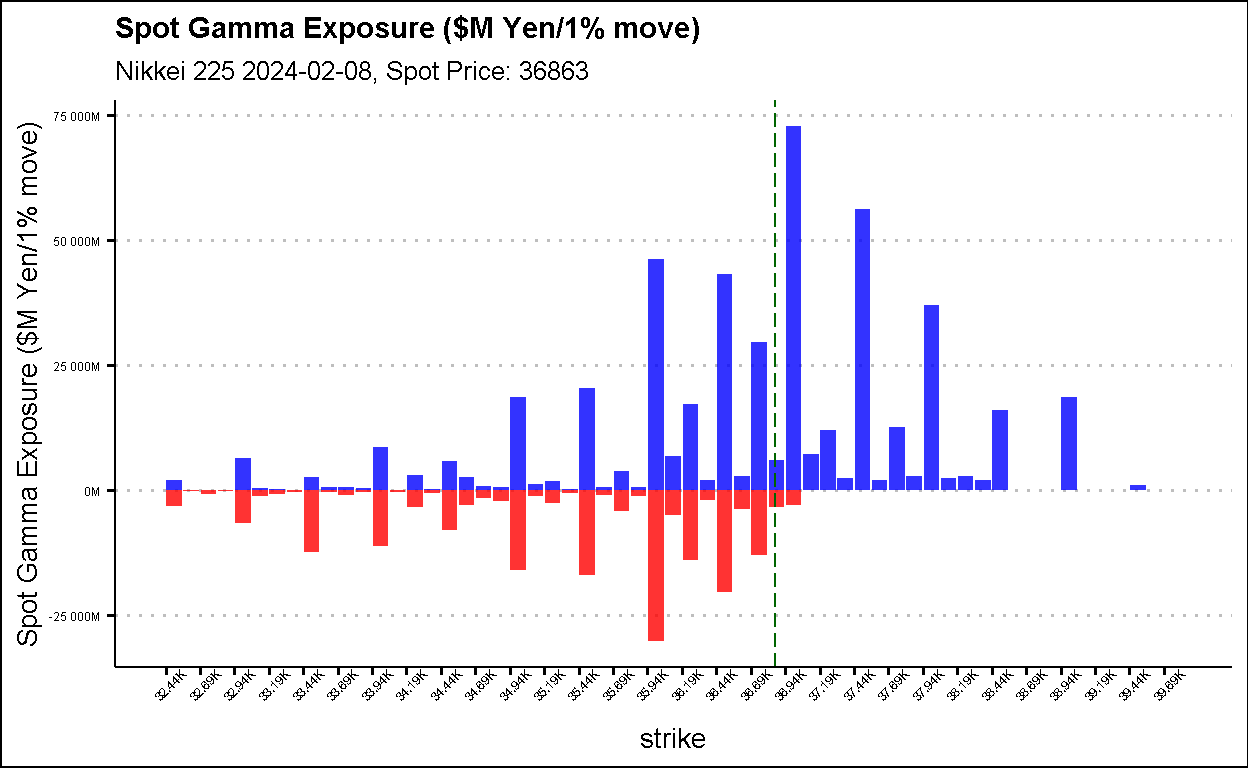 Spot Gamma Exposure ($M Yen/1% move)
Nikkei 225 2024-02-08, Spot Price: 36863
Spot Gamma Exposure ($M Yen/1% move)
75 000M
50 000M
25 000M
0M
-25 000M
32.44K 32.69K 32.94K 33.19K 33.44K 33.69K 33.94K 34.19K 34.44K 34.69K 34.94K 35.19K 35.44K 35.69K 35.94K 36.19K 36.44K 36.69K 36.94K 37.19K 37.44K 37.69K 37.94K 38.19K 38.44K 38.69K 38.94K 39.19K 39.44K 39.69K
strike